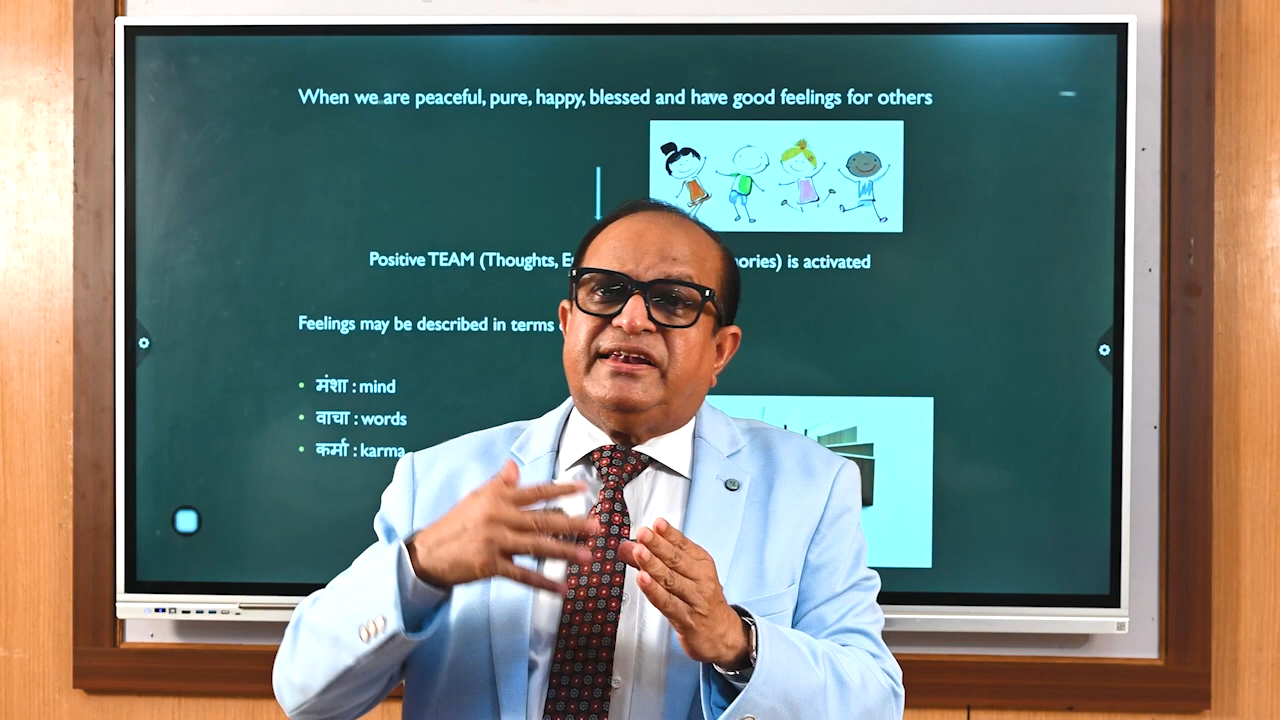 When we are peaceful, pure, happy, blessed and have good feelings for others
Positive TEAM (Thoughts, is activated
Feelings may be described in terms
• मंशा : mind
• वाचा : words
• कर्मा : karma